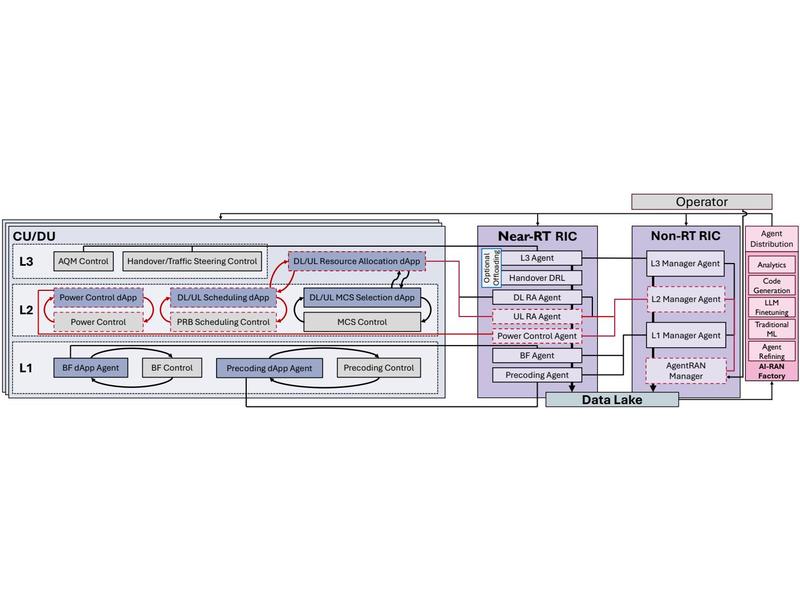 Operator
CU/DU
L3
AQM Control
Handover/Traffic Steering Control
DL/UL Resource Allocation dApp
L2
Power Control dApp
DL/UL Scheduling dApp
DL/UL MCS Selection dApp
Power Control
PRB Scheduling Control
MCS Control
L1
BF dApp Agent
BF Control
Precoding dApp Agent
Precoding Control
Near-RT RIC
Optional
Offloading
L3 Agent
Handover DRL
DL RA Agent
UL RA Agent
Power Control Agent
BF Agent
Precoding Agent
Non-RT RIC
L3 Manager Agent
L2 Manager Agent
L1 Manager Agent
AgentRAN
Manager
Data Lake
Agent
Distribution
Analytics
Code
Generation
LLM
Finetuning
Traditional
ML
Agent
Refining
AI-RAN
Factory